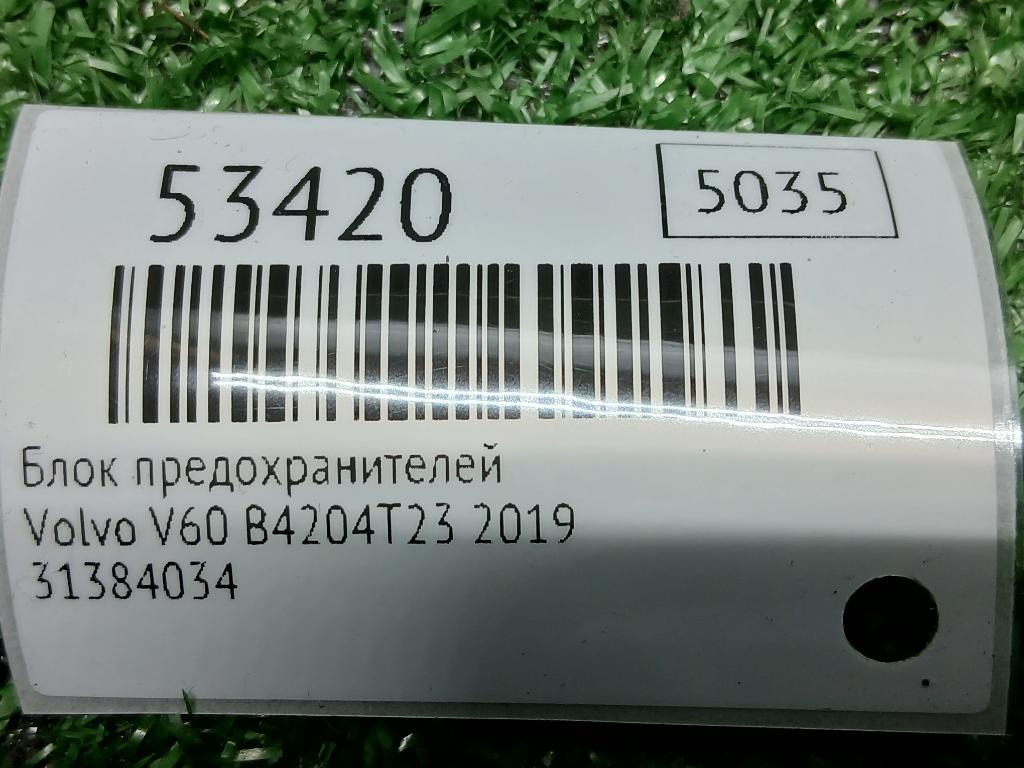 53420
5035
Блок предохранителей
Volvo V60 B4204T23 2019
31384034